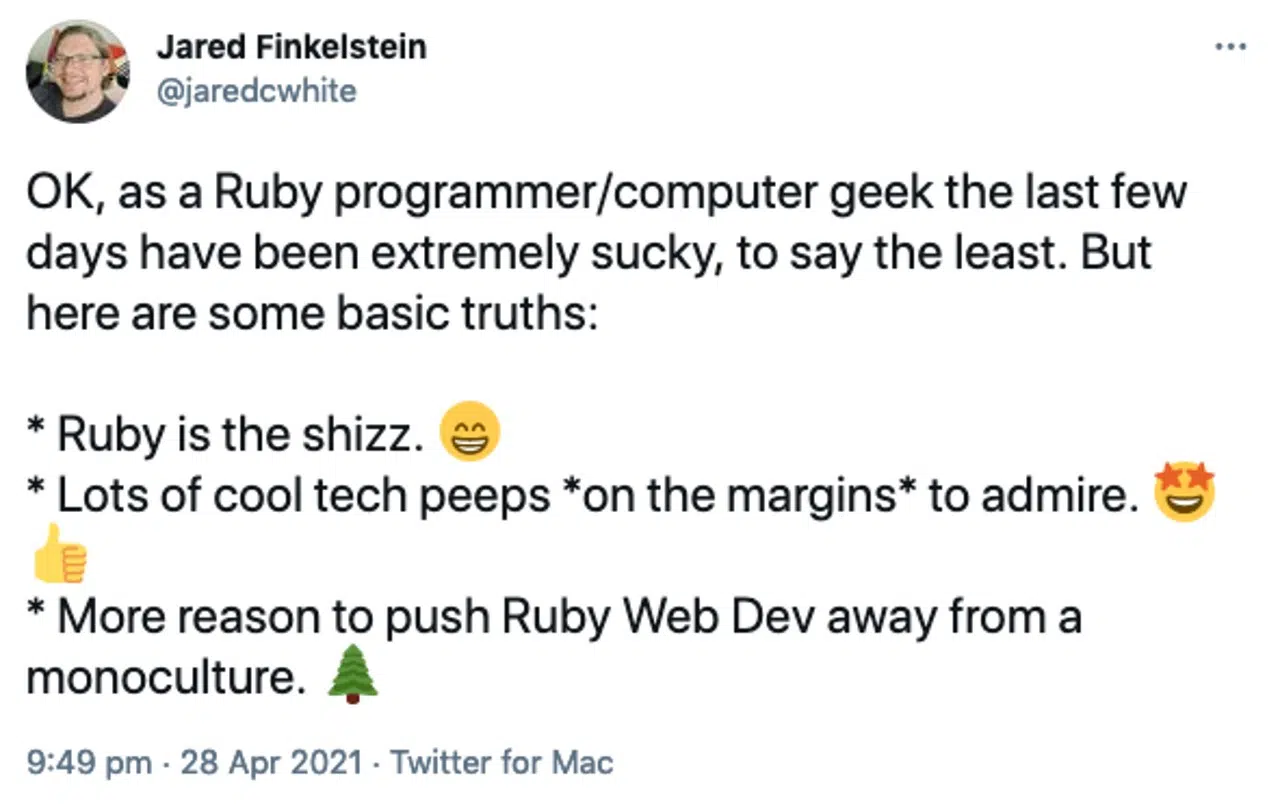 Jared Finkelstein
@jaredcwhite
OK, as a Ruby programmer/computer geek the last few
days have been extremely sucky, to say the least. But
here are some basic truths:
* Ruby is the shizz. 😁
* Lots of cool tech peeps *on the margins* to admire. 🤩
👍
* More reason to push Ruby Web Dev away from a
monoculture. 🌲
9:49 pm · 28 Apr 2021 · Twitter for Mac